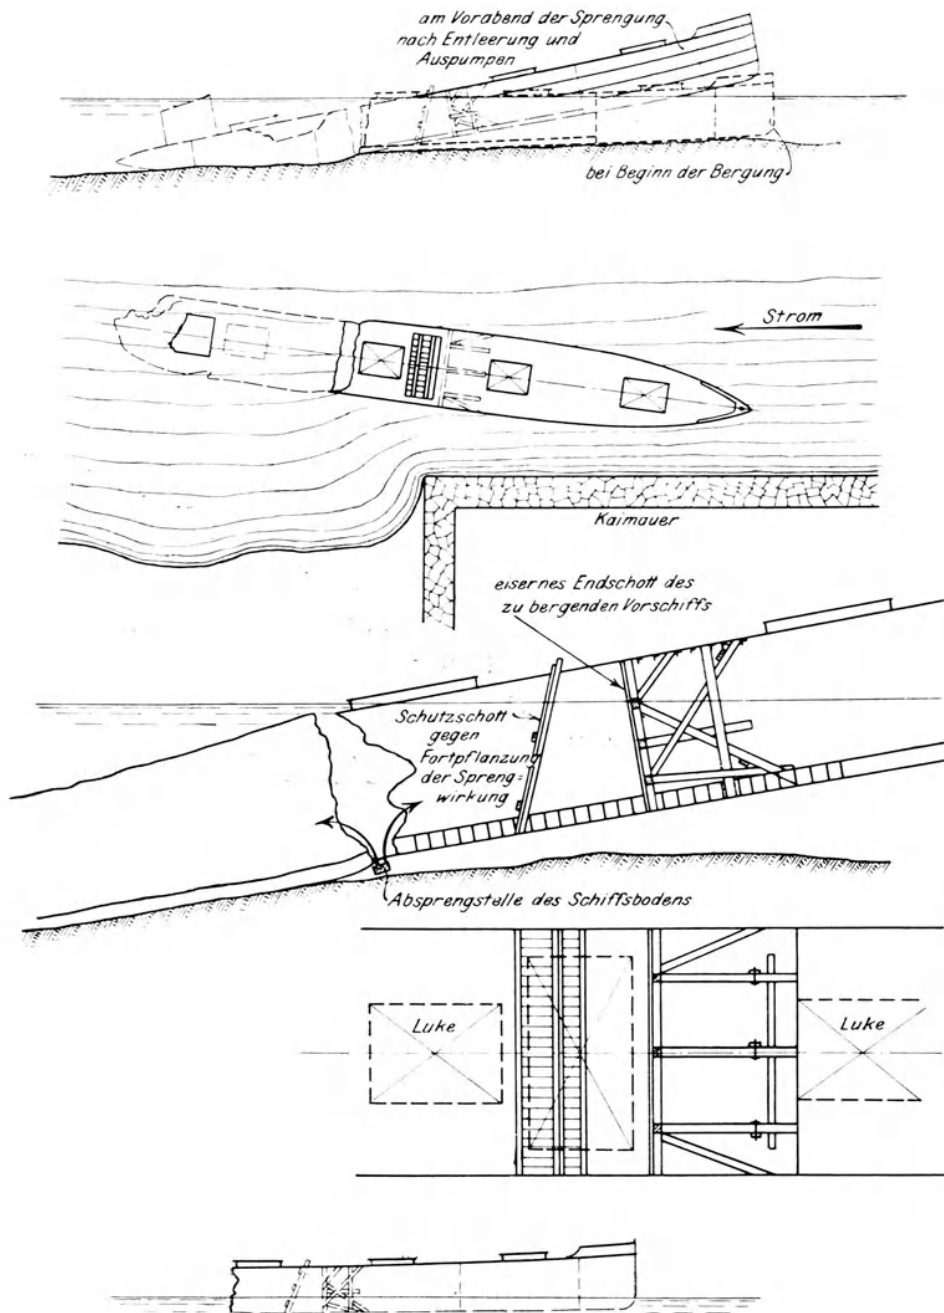 am Vorabend der Sprengung
nach Entleerung und
Auspumpen
bei Beginn der Bergung
Strom
Kaimauer
eisernes Endschott des
zu bergenden Vorschiffs
Schutzschott
gegen
Fortpflanzung
der Spreng=
wirkung
Absprengstelle des Schiffsbodens
Luke
Luke